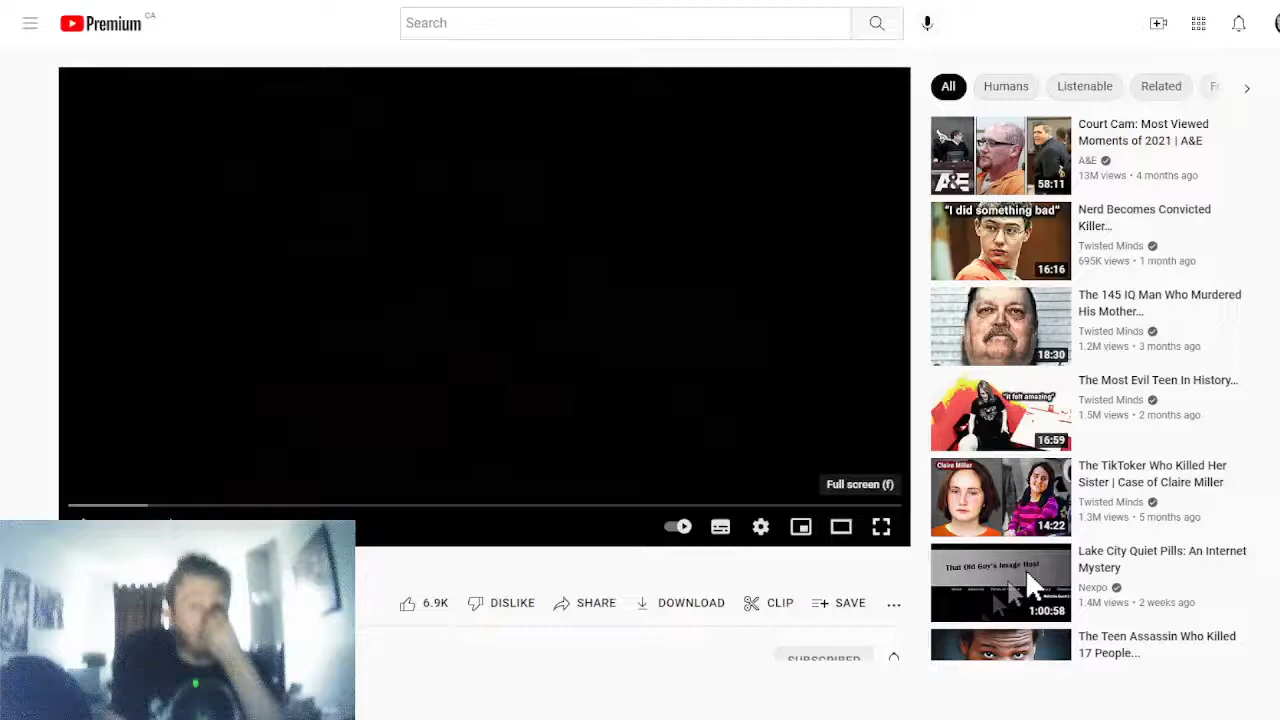 Premium CA
Search
All
Humans
Listenable
Related
Court Cam: Most Viewed
Moments of 2021 | A&E
A&E
13M views • 4 months ago
A&E
58:11
Nerd Becomes Convicted
Killer...
Twisted Minds
695K views • 1 month ago
"I did something bad"
16:16
The 145 IQ Man Who Murdered
His Mother...
Twisted Minds
1.2M views • 3 months ago
18:30
The Most Evil Teen In History...
Twisted Minds
1.5M views • 2 months ago
"it felt amazing"
16:59
The TikToker Who Killed Her
Sister | Case of Claire Miller
Twisted Minds
1.3M views • 5 months ago
Claire Miller
14:22
Lake City Quiet Pills: An Internet
Mystery
Nexpo
1.4M views • 2 weeks ago
That Old Guy's Image Host
1:00:58
The Teen Assassin Who Killed
17 People...
Full screen (f)
6.9K
DISLIKE
SHARE
DOWNLOAD
CLIP
SAVE
SUBSCRIBED